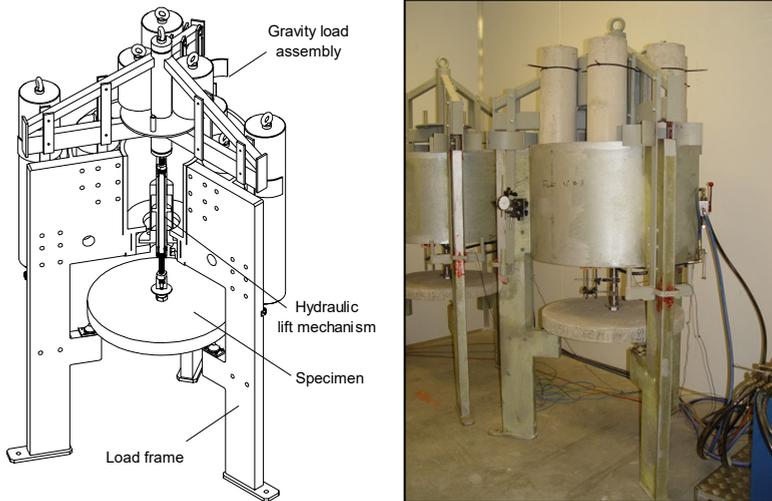 Gravity load
assembly
Hydraulic
lift mechanism
Specimen
Load frame